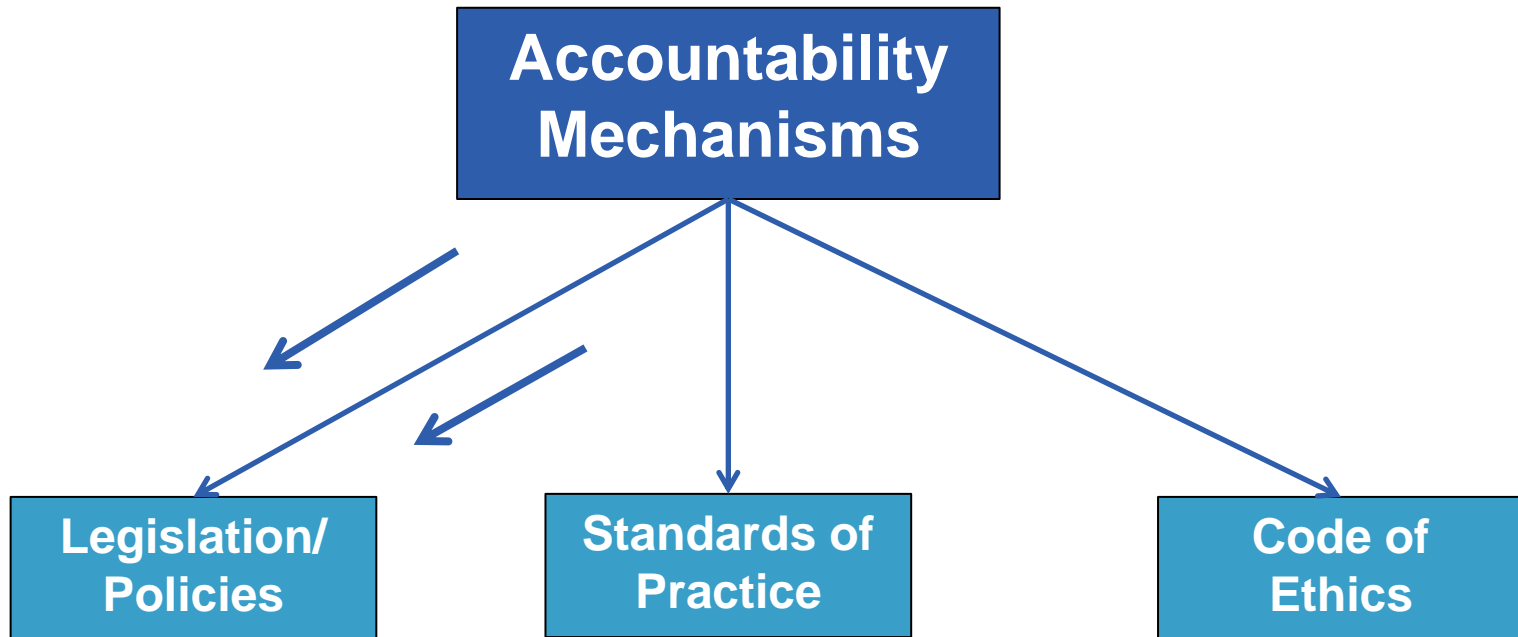 Accountability
Mechanisms
Legislation/
Policies
Standards of
Practice
Code of
Ethics